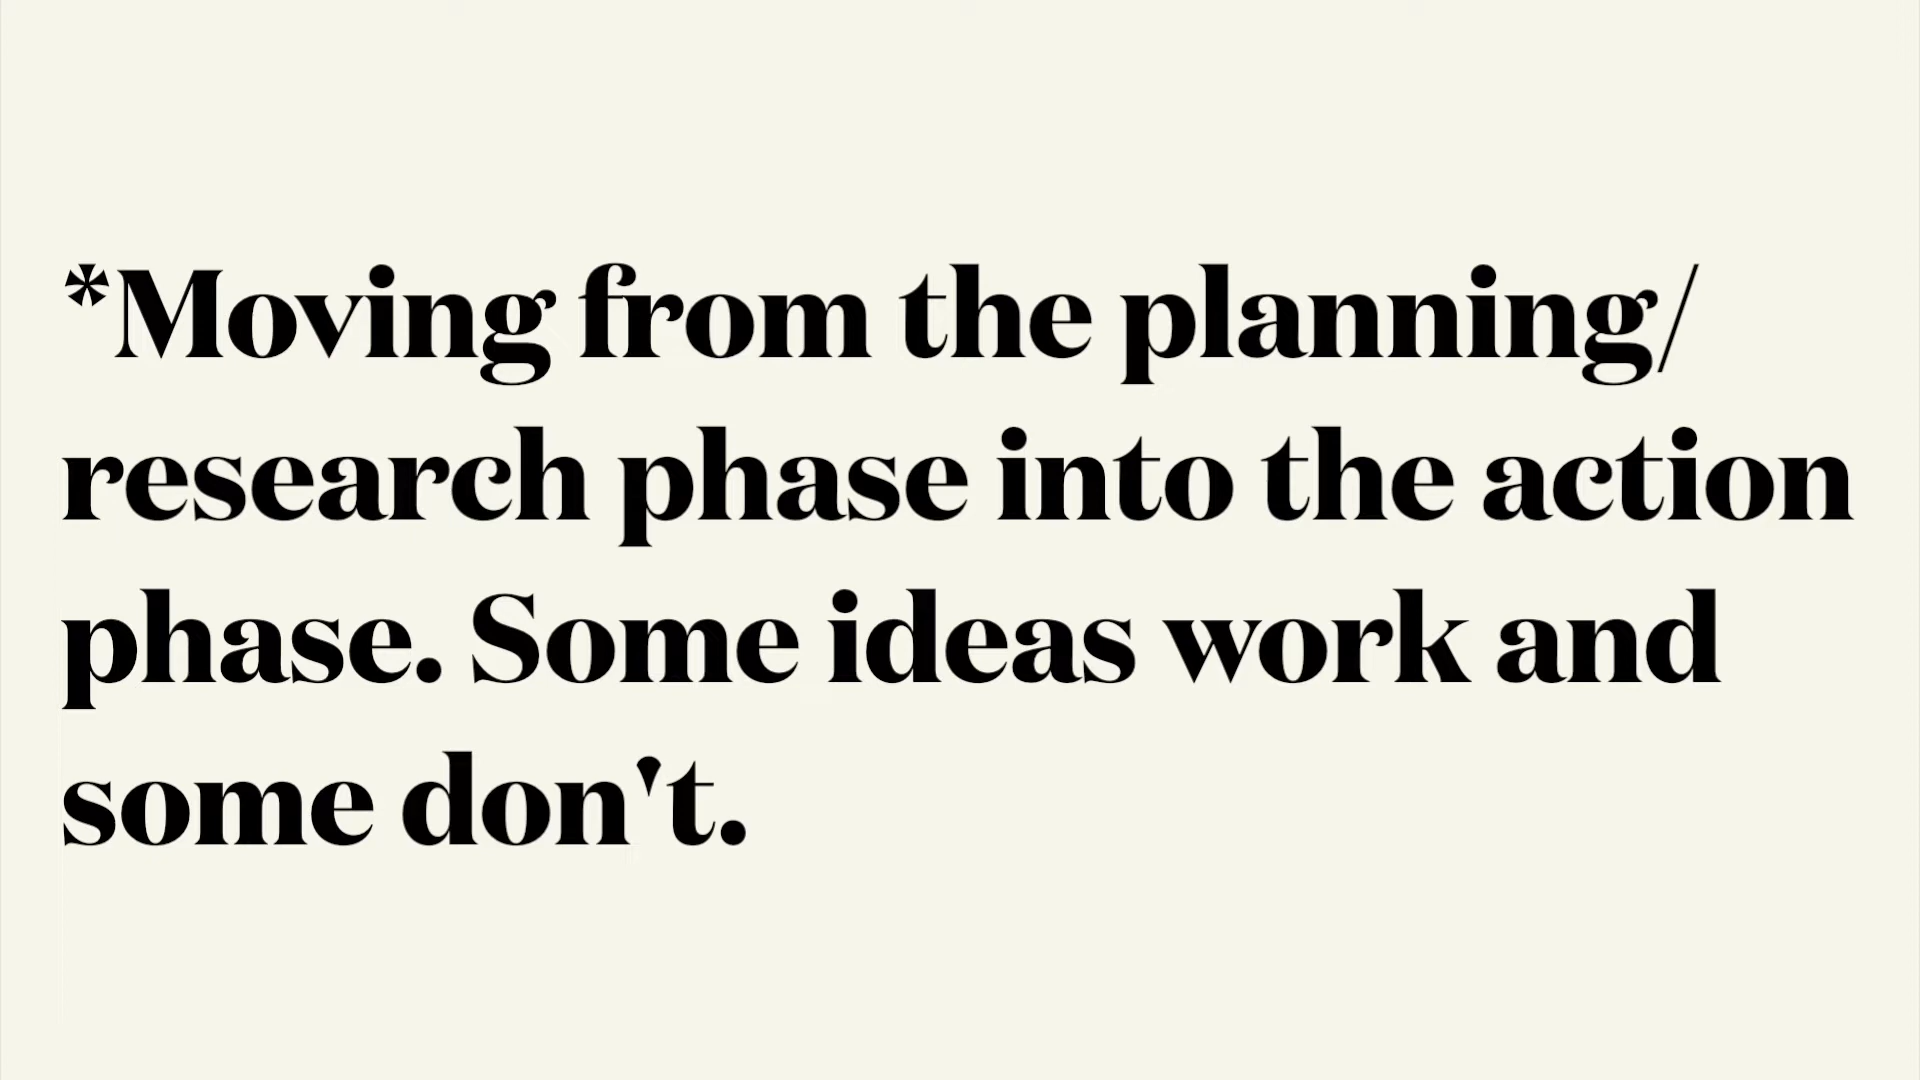 *Moving from the planning/
research phase into the action
phase. Some ideas work and
some don't.